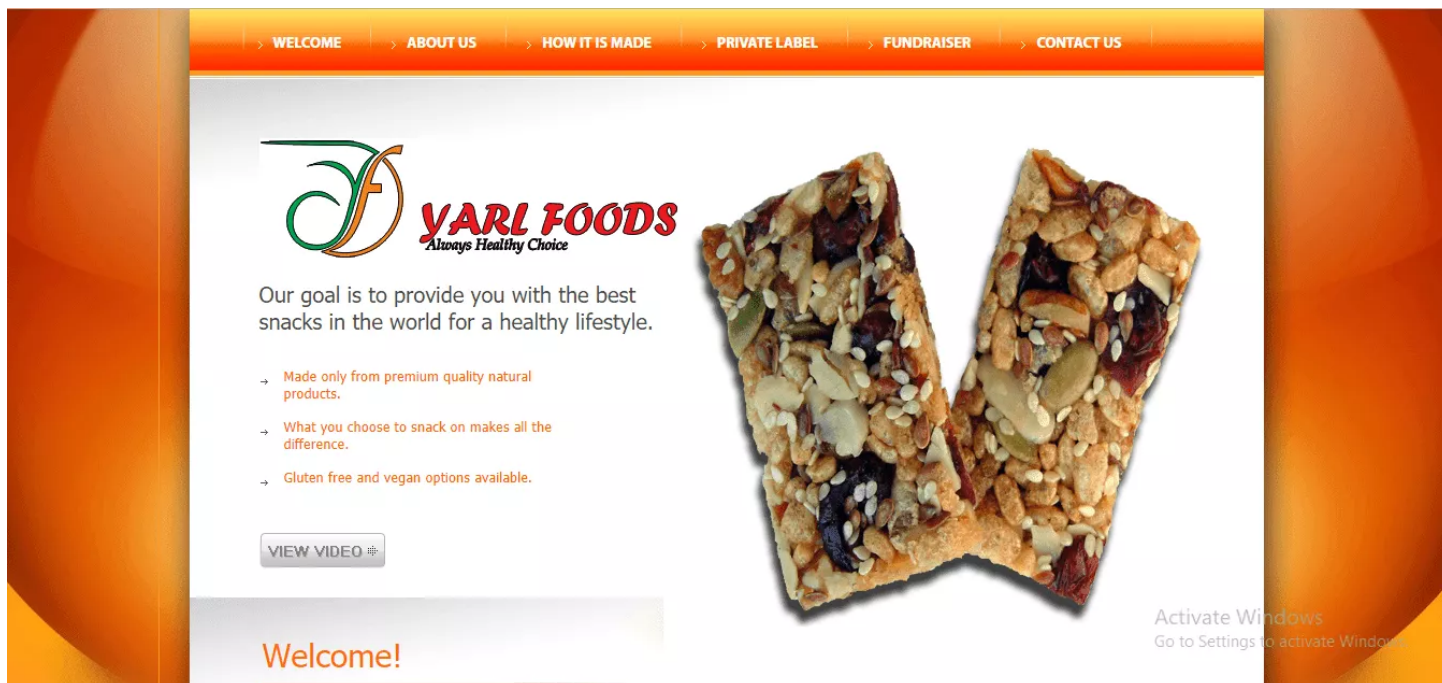 WELCOME
ABOUT US
HOW IT IS MADE
PRIVATE LABEL
FUNDRAISER
CONTACT US
YARL FOODS
Always Healthy Choice
Our goal is to provide you with the best
snacks in the world for a healthy lifestyle.
Made only from premium quality natural
products.
What you choose to snack on makes all the
difference.
Gluten free and vegan options available.
VIEW VIDEO
Welcome!
Activate Windows
Go to Settings to activate Windows